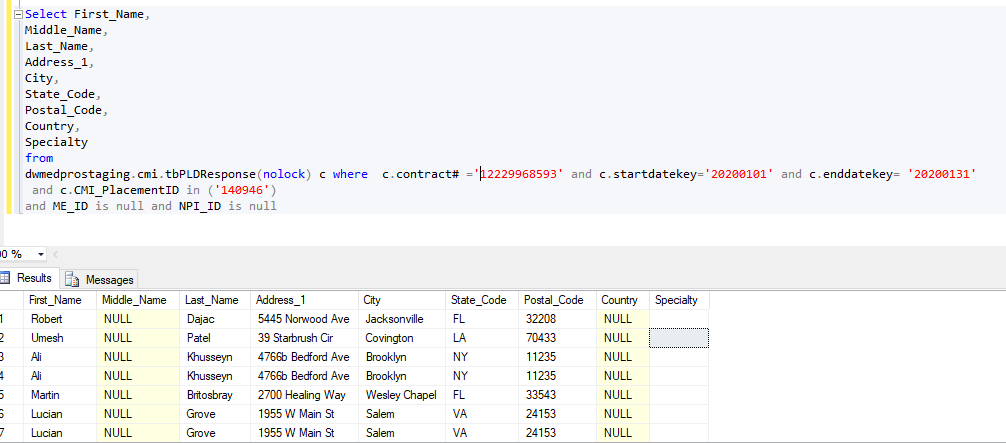 Select First_Name,
Middle_Name,
Last_Name,
Address_1,
City,
State_Code,
Postal_Code,
Country,
Specialty
from
dwmedprostaging.cmi.tbPLDResponse(nolock) c where c.contract# ='12229968593' and c.startdatekey='20200101' and c.enddatekey= '20200131'
and c.CMI_PlacementID in ('140946')
and ME_ID is null and NPI_ID is null
00 %
Results Messages
First_Name Middle_Name Last_Name Address_1 City State_Code Postal_Code Country Specialty
1 Robert NULL Dajac 5445 Norwood Ave Jacksonville FL 32208 NULL
2 Umesh NULL Patel 39 Starbrush Cir Covington LA 70433 NULL
3 Ali NULL Khusseyn 4766b Bedford Ave Brooklyn NY 11235 NULL
4 Ali NULL Khusseyn 4766b Bedford Ave Brooklyn NY 11235 NULL
5 Martin NULL Britosbray 2700 Healing Way Wesley Chapel FL 33543 NULL
6 Lucian NULL Grove 1955 W Main St Salem VA 24153 NULL
7 Lucian NULL Grove 1955 W Main St Salem VA 24153 NULL